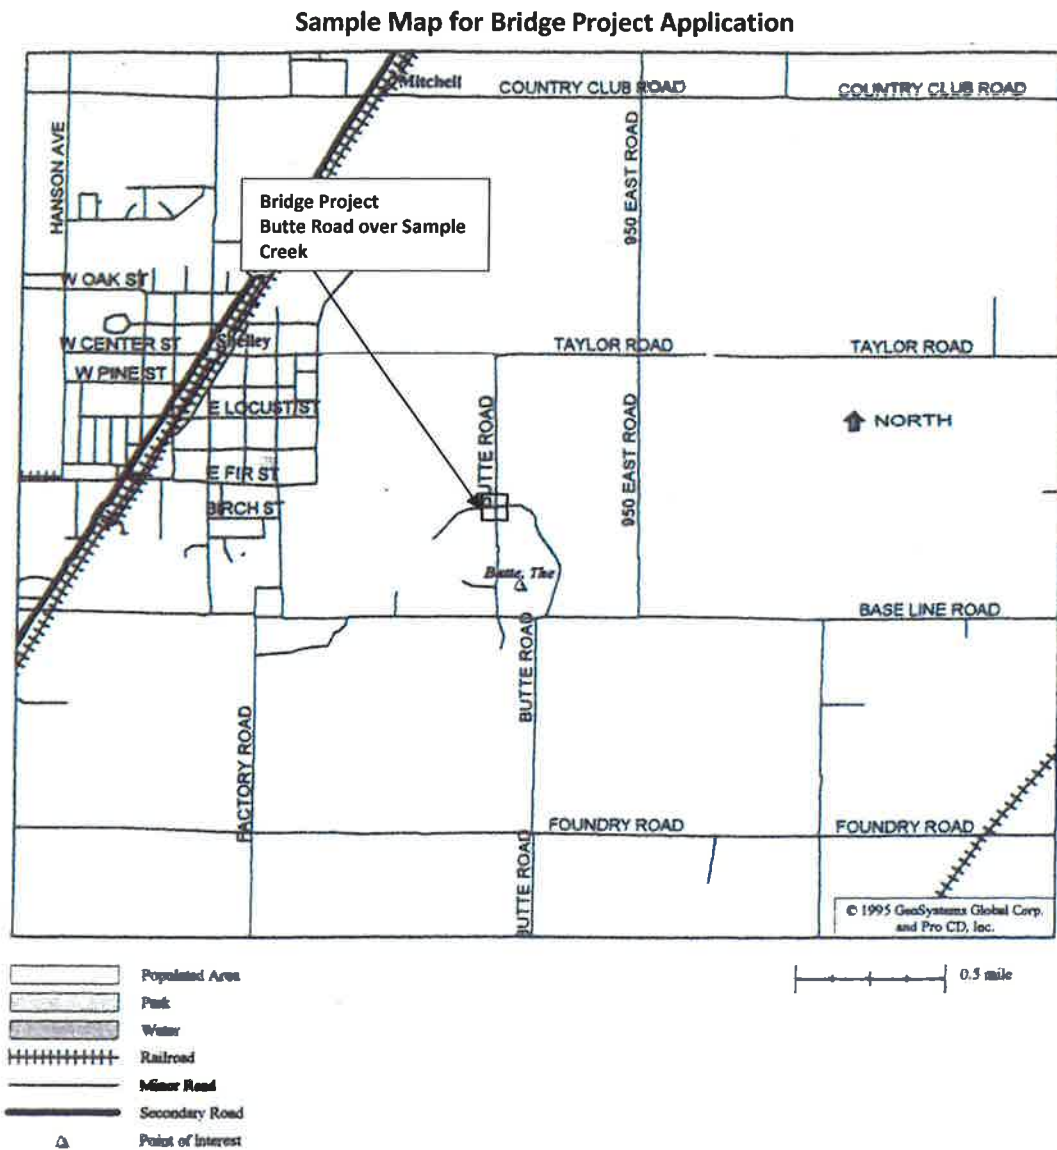 Sample Map for Bridge Project Application
Mitchell
COUNTRY CLUB ROAD
COUNTRY CLUB ROAD
HANSON AVE
950 EAST ROAD
Bridge Project
Butte Road over Sample
Creek
W OAK ST
W CENTER ST
Shelley
TAYLOR ROAD
TAYLOR ROAD
W PINE ST
E LOCUST ST
BUTTE ROAD
950 EAST ROAD
NORTH
E FIR ST
BIRCH ST
Butte, The
BASE LINE ROAD
BUTTE ROAD
FACTORY ROAD
FOUNDRY ROAD
FOUNDRY ROAD
BUTTE ROAD
© 1995 GeoSystems Global Corp.
and Pro CD, Inc.
Populated Area
0.5 mile
Park
Water
Railroad
Minor Road
Secondary Road
Point of Interest